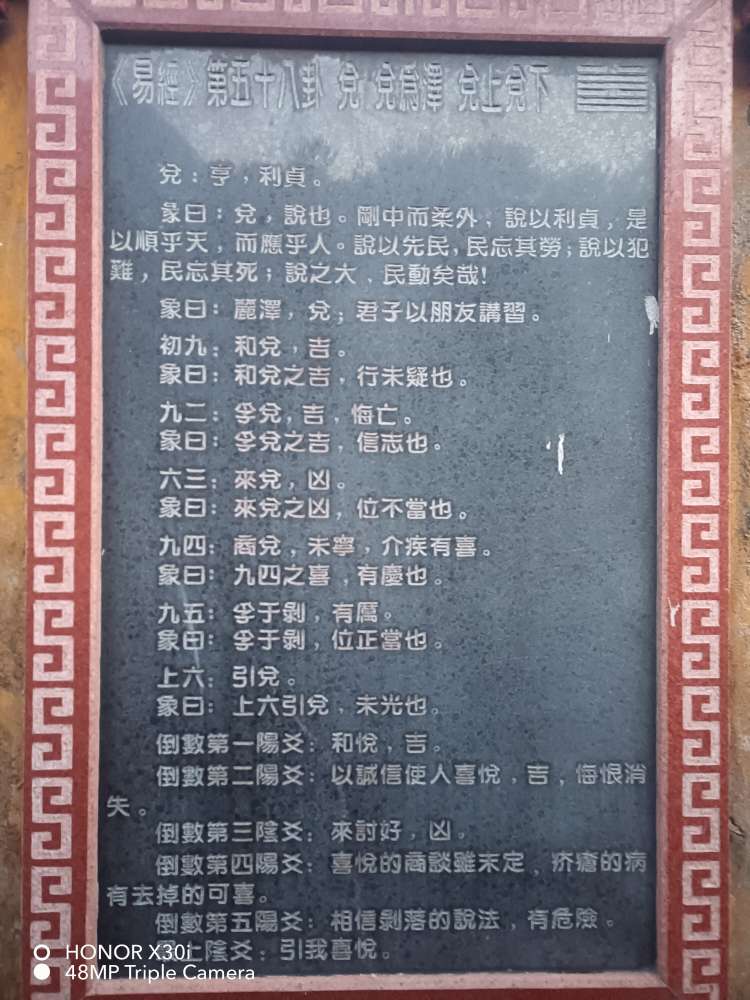 《易經》第五十八卦 兌 兌爲澤 兌上兌下
兌：亨，利貞。
彖曰：兌，說也。剛中而柔外，說以利貞，是
以順乎天，而應乎人。說以先民，民忘其勞；說以犯
難，民忘其死；說之大，民動矣哉！
象曰：麗澤，兌；君子以朋友講習。
初九：和兌，吉。
象曰：和兌之吉，行未疑也。
九二：孚兌，吉，悔亡。
象曰：孚兌之吉，信志也。
六三：來兌，凶。
象曰：來兌之凶，位不當也。
九四：商兌，未寧，介疾有喜。
象曰：九四之喜，有慶也。
九五：孚于剝，有厲。
象曰：孚于剝，位正當也。
上六：引兌。
象曰：上六引兌，未光也。
倒數第一陽爻：和悅，吉。
倒數第二陽爻：以誠信使人喜悅，吉，悔恨消
失。
倒數第三陰爻：來討好，凶。
倒數第四陽爻：喜悅的商談雖未定，疥瘡的病
有去掉的可喜。
倒數第五陽爻：相信剝落的說法，有危險。
上陰爻：引我喜悅。
HONOR X30i
48MP Triple Camera